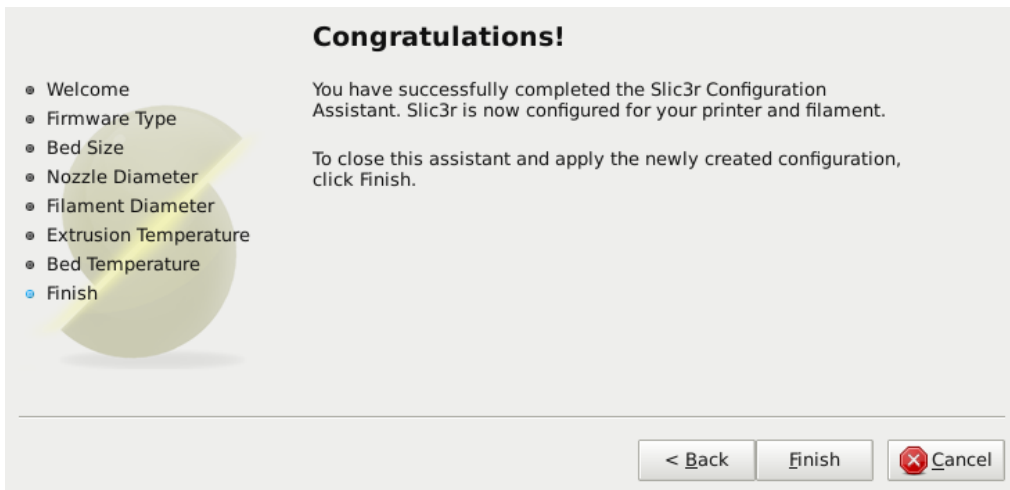 Congratulations!
Welcome
Firmware Type
Bed Size
Nozzle Diameter
Filament Diameter
Extrusion Temperature
Bed Temperature
Finish
You have successfully completed the Slic3r Configuration
Assistant. Slic3r is now configured for your printer and filament.
To close this assistant and apply the newly created configuration,
click Finish.
< Back
Finish
Cancel